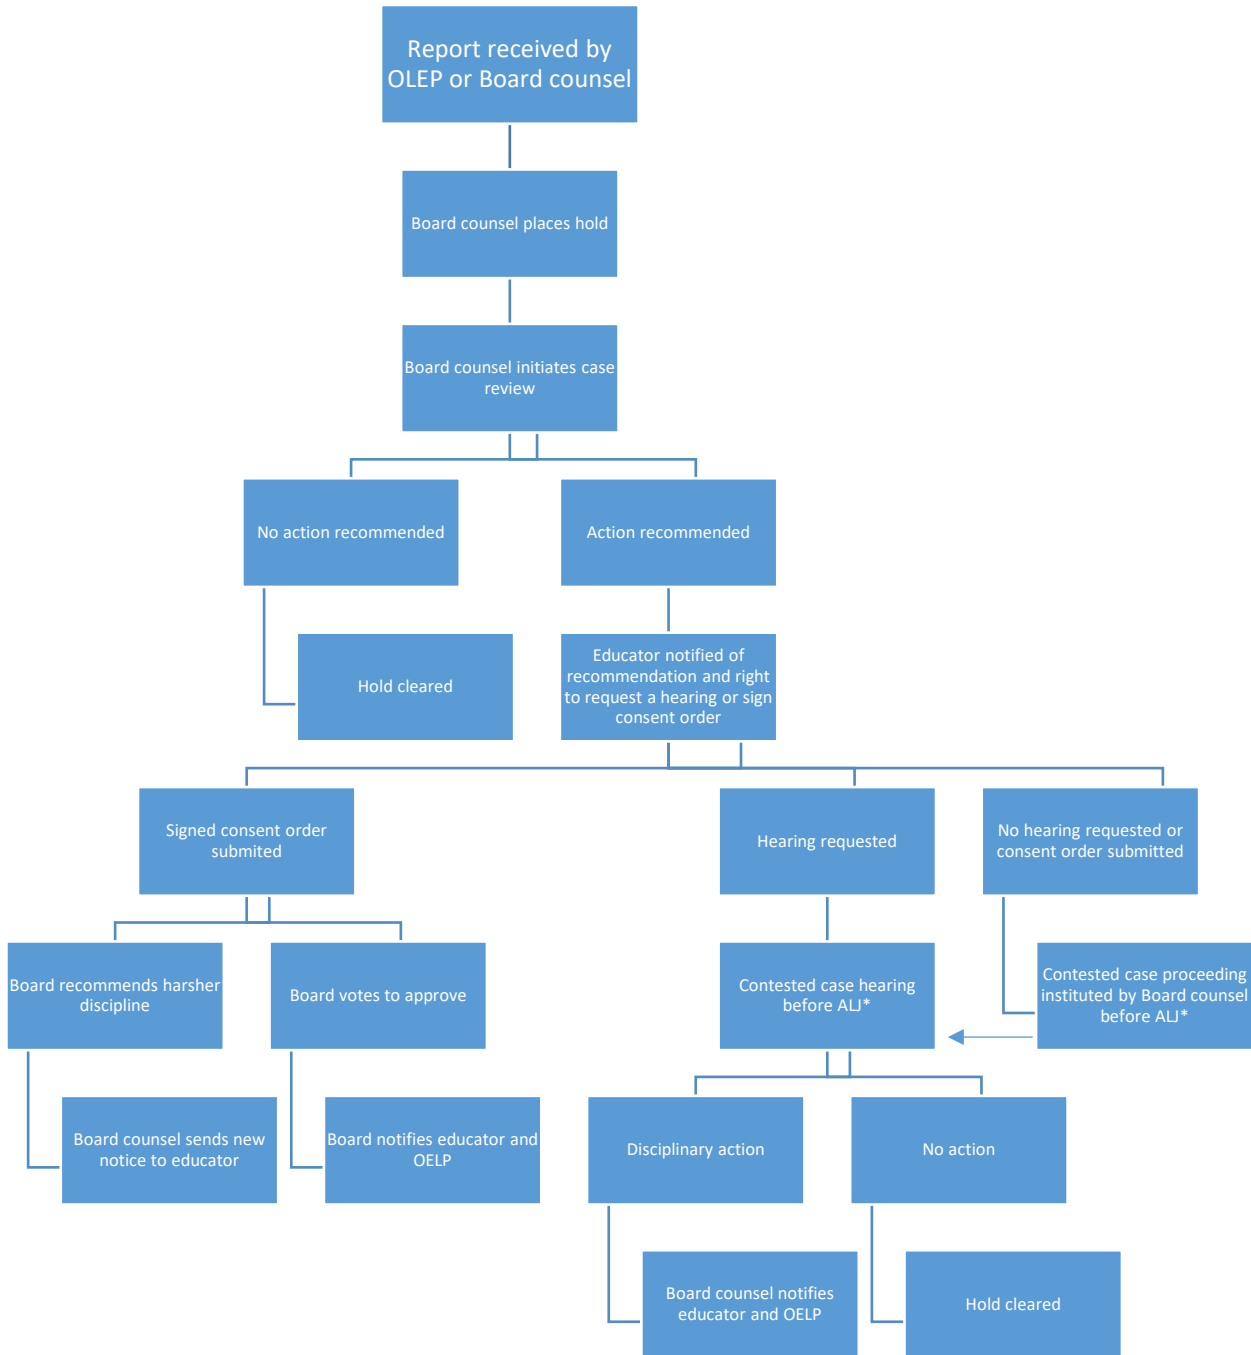 Report received by
OLEP or Board counsel
Board counsel places hold
Board counsel initiates case
review
No action recommended
Action recommended
Hold cleared
Educator notified of
recommendation and right
to request a hearing or sign
consent order
Signed consent order
submited
Hearing requested
No hearing requested or
consent order submitted
Board recommends harsher
discipline
Board votes to approve
Contested case hearing
before ALJ*
Contested case proceeding
instituted by Board counsel
before ALJ*
Board counsel sends new
notice to educator
Board notifies educator and
OELP
Disciplinary action
No action
Board counsel notifies
educator and OELP
Hold cleared